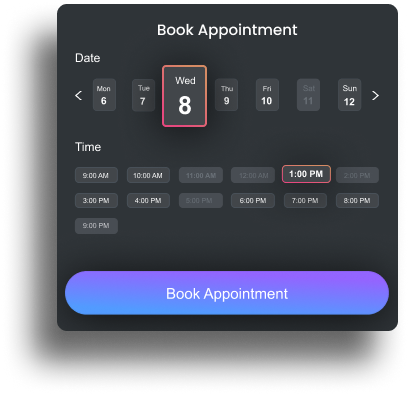 Book Appointment
Date
Mon Tue Wed Thu Fri Sat Sun
6 7 8 9 10 11 12
Time
9:00 AM 10:00 AM 11:00 AM 12:00 AM 1:00 PM 2:00 PM
3:00 PM 4:00 PM 5:00 PM 6:00 PM 7:00 PM 8:00 PM
9:00 PM
Book Appointment